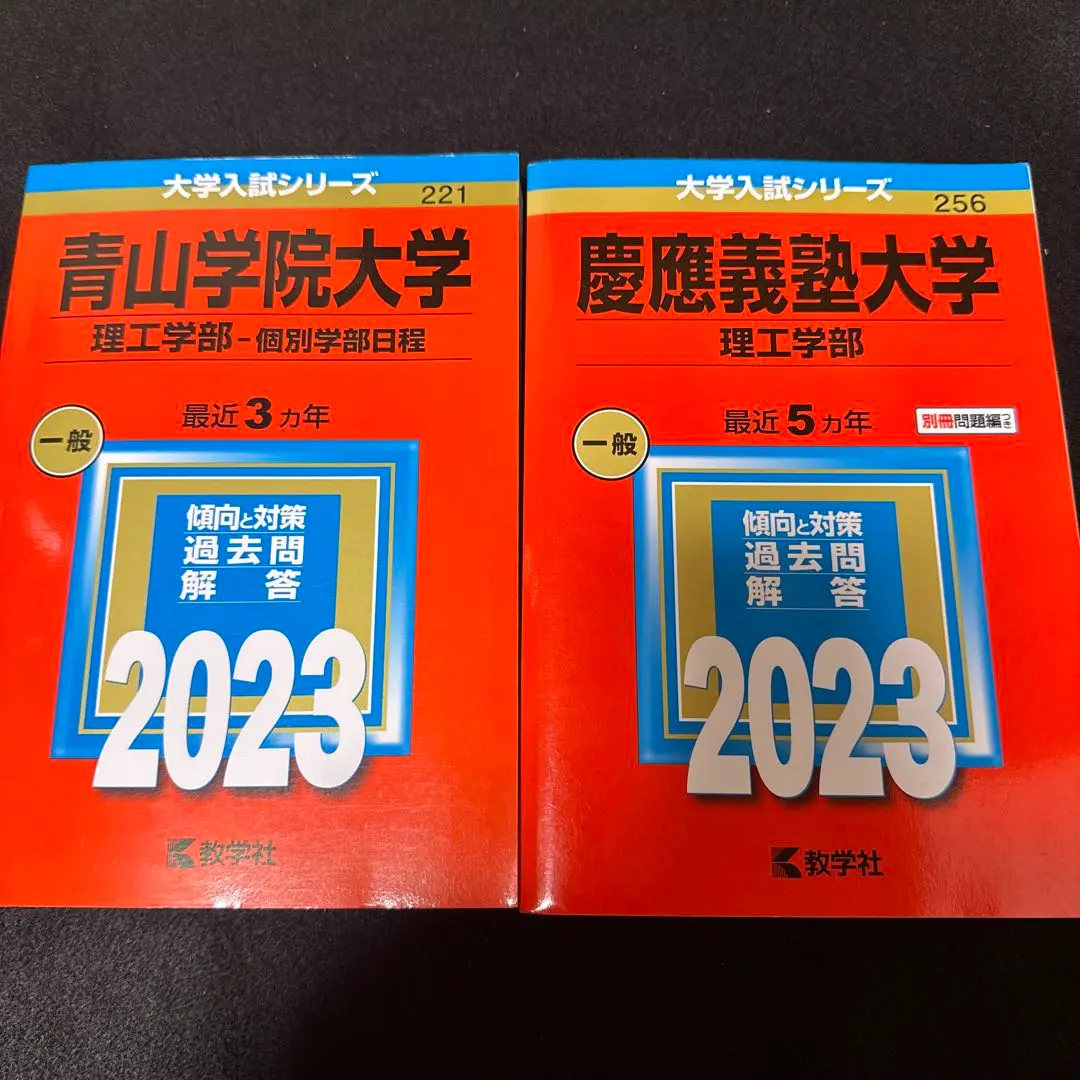 大学入試シリーズ
221
青山学院大学
理工学部-個別学部日程
最近3ヵ年
一般
傾向と対策
過去問
解答
2023
教学社
大学入試シリーズ
256
慶應義塾大学
理工学部
最近5ヵ年
別冊問題編つき
一般
傾向と対策
過去問
解答
2023
教学社